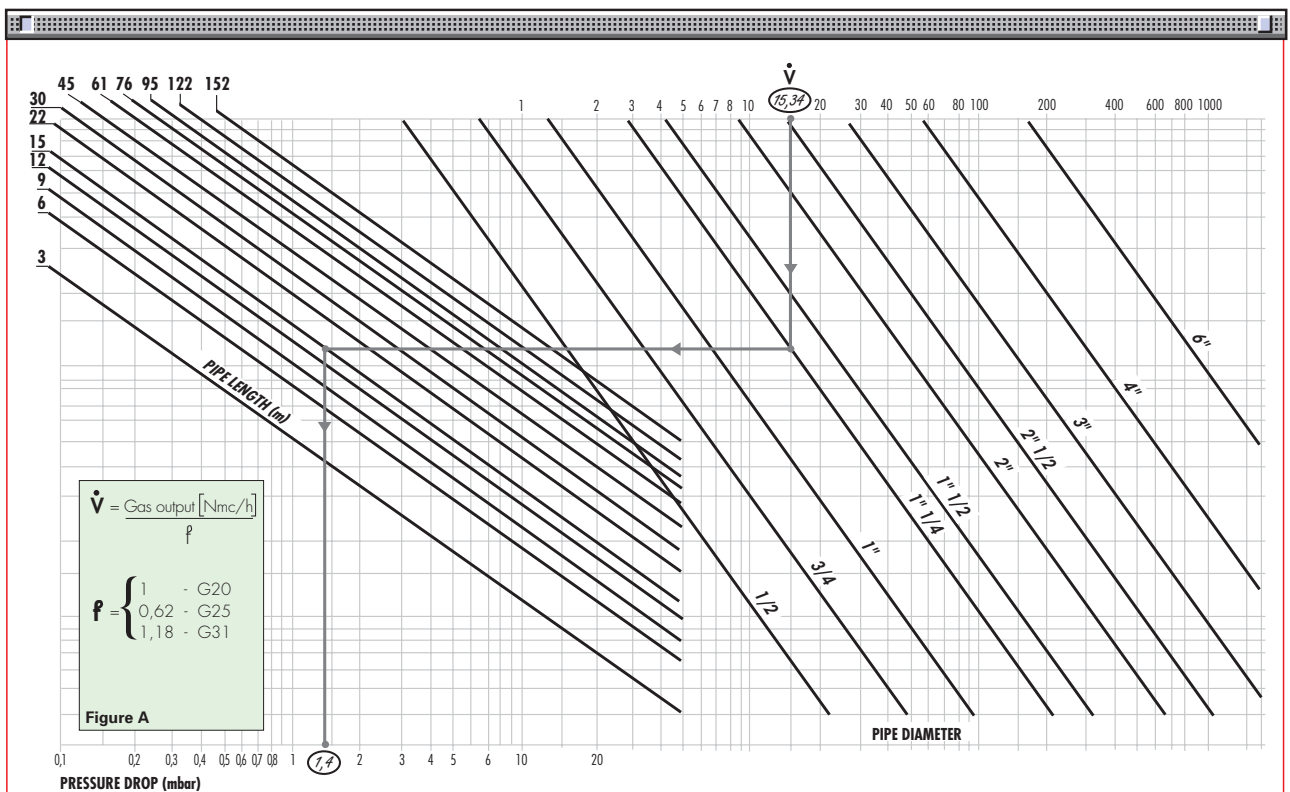 45 61 76 95 122 152
V̇
30
1 2 3 4 5 6 7 8 10 15,34 20 30 40 50 60 80 100 200 400 600 800 1000
22
15
12
9
6
3
PIPE LENGTH (m)
6"
4"
3"
2" 1/2
2"
1" 1/2
1" 1/4
1"
3/4
1/2
V̇ = Gas output [Nmc/h]
f
f = { 1 - G20
0,62 - G25
1,18 - G31
Figure A
PIPE DIAMETER
0,1 0,2 0,3 0,4 0,5 0,6 0,7 0,8 1 1,4 2 3 4 5 6 10 20
PRESSURE DROP (mbar)